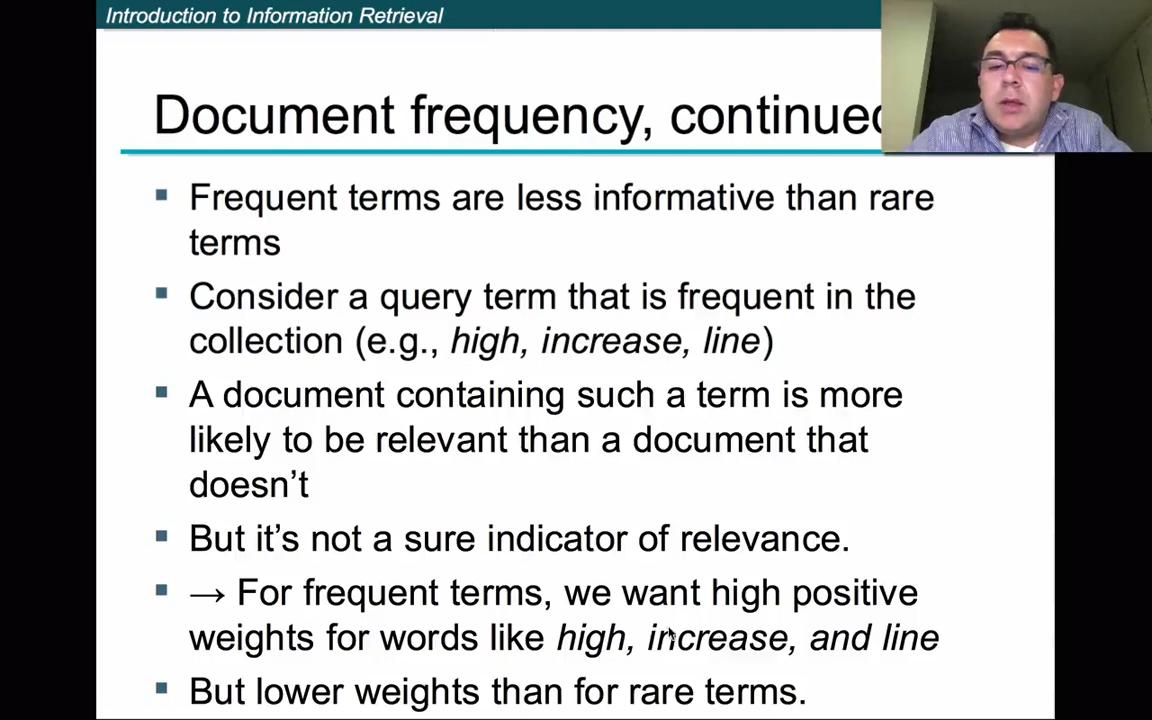 Introduction to Information Retrieval
Document frequency, continued
▪ Frequent terms are less informative than rare
terms
▪ Consider a query term that is frequent in the
collection (e.g., high, increase, line)
▪ A document containing such a term is more
likely to be relevant than a document that
doesn’t
▪ But it’s not a sure indicator of relevance.
▪ → For frequent terms, we want high positive
weights for words like high, increase, and line
▪ But lower weights than for rare terms.